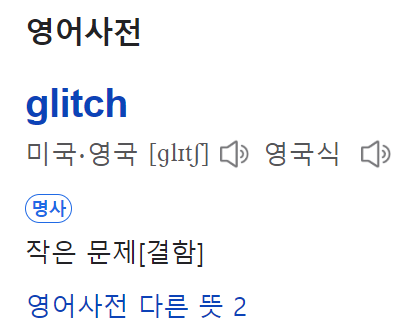 영어사전
glitch
미국·영국 [ɡlɪtʃ] 영국식
명사
작은 문제[결함]
영어사전 다른 뜻 2